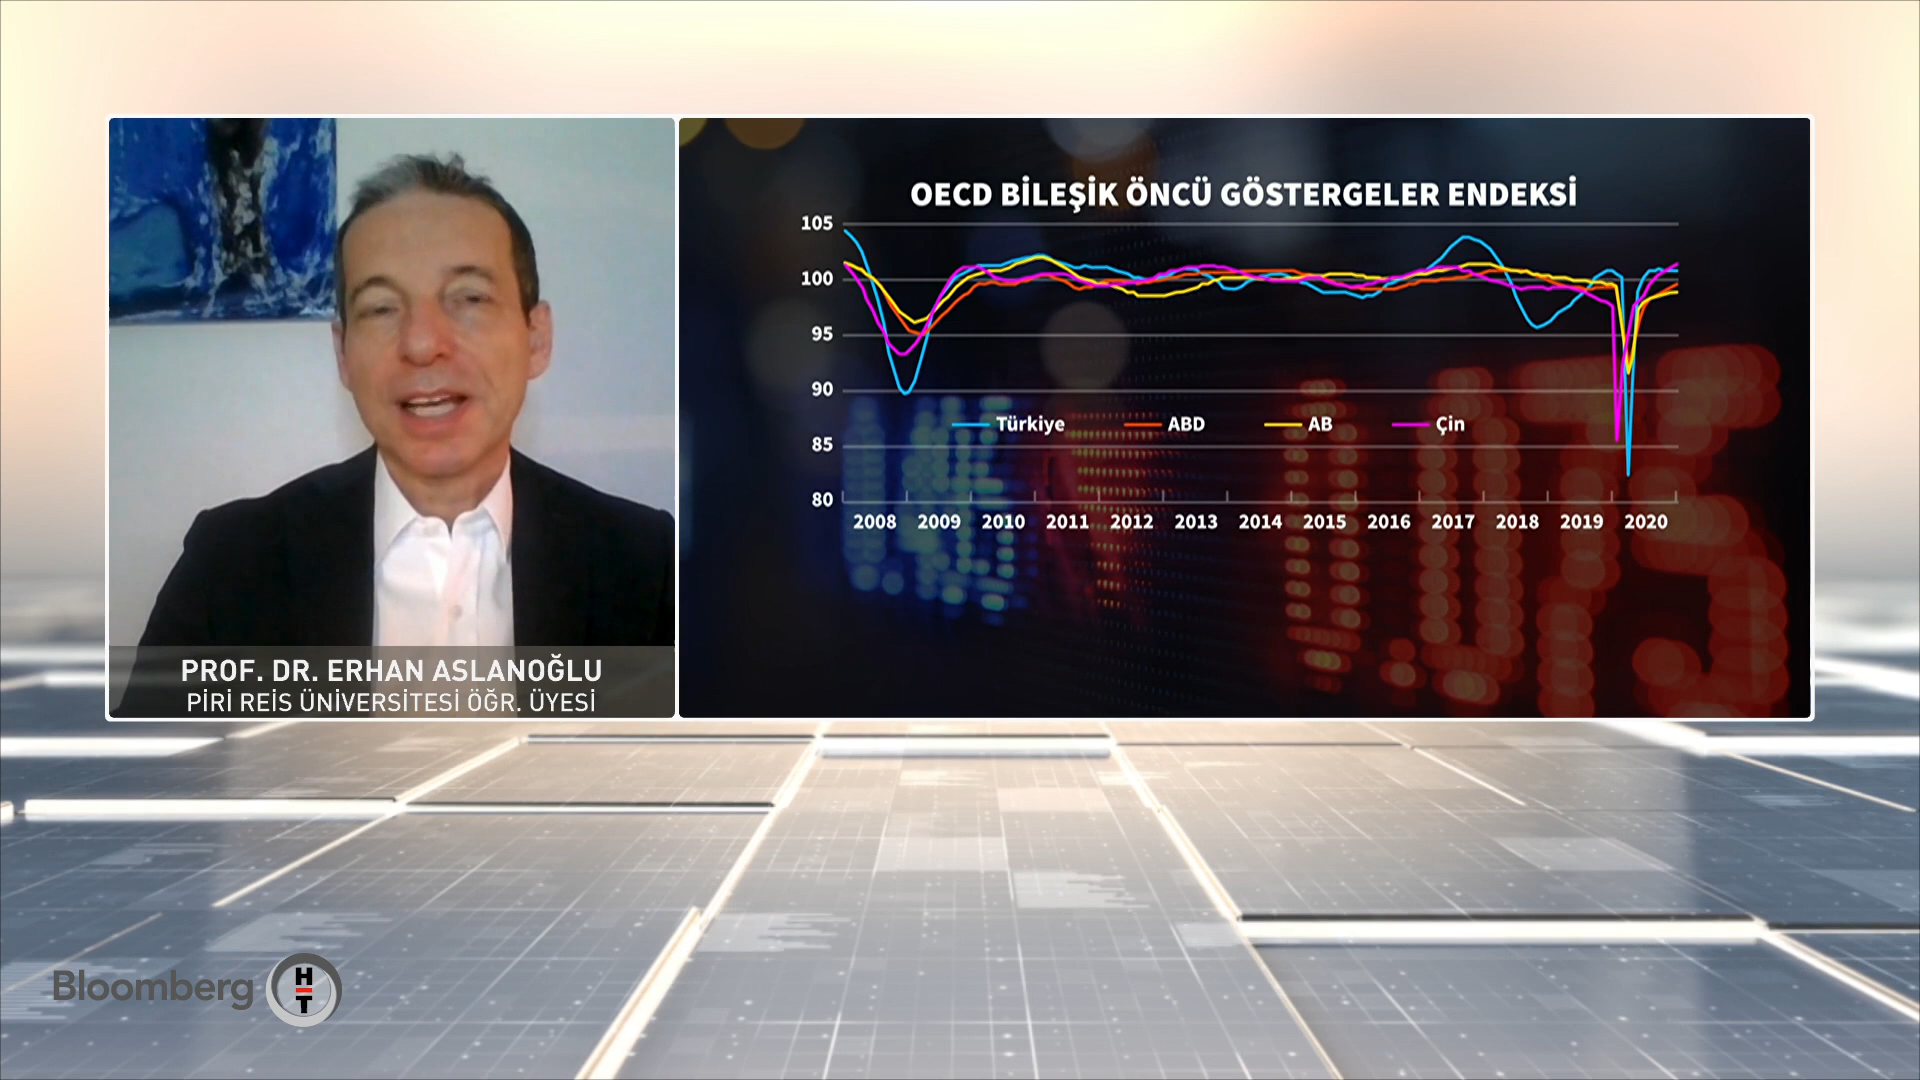 OECD BİLEŞİK ÖNCÜ GÖSTERGELER ENDEKSİ
105
100
95
90
85
80
Türkiye ABD AB Çin
2008 2009 2010 2011 2012 2013 2014 2015 2016 2017 2018 2019 2020
PROF. DR. ERHAN ASLANOĞLU
PİRİ REİS ÜNİVERSİTESİ ÖĞR. ÜYESİ
Bloomberg HT